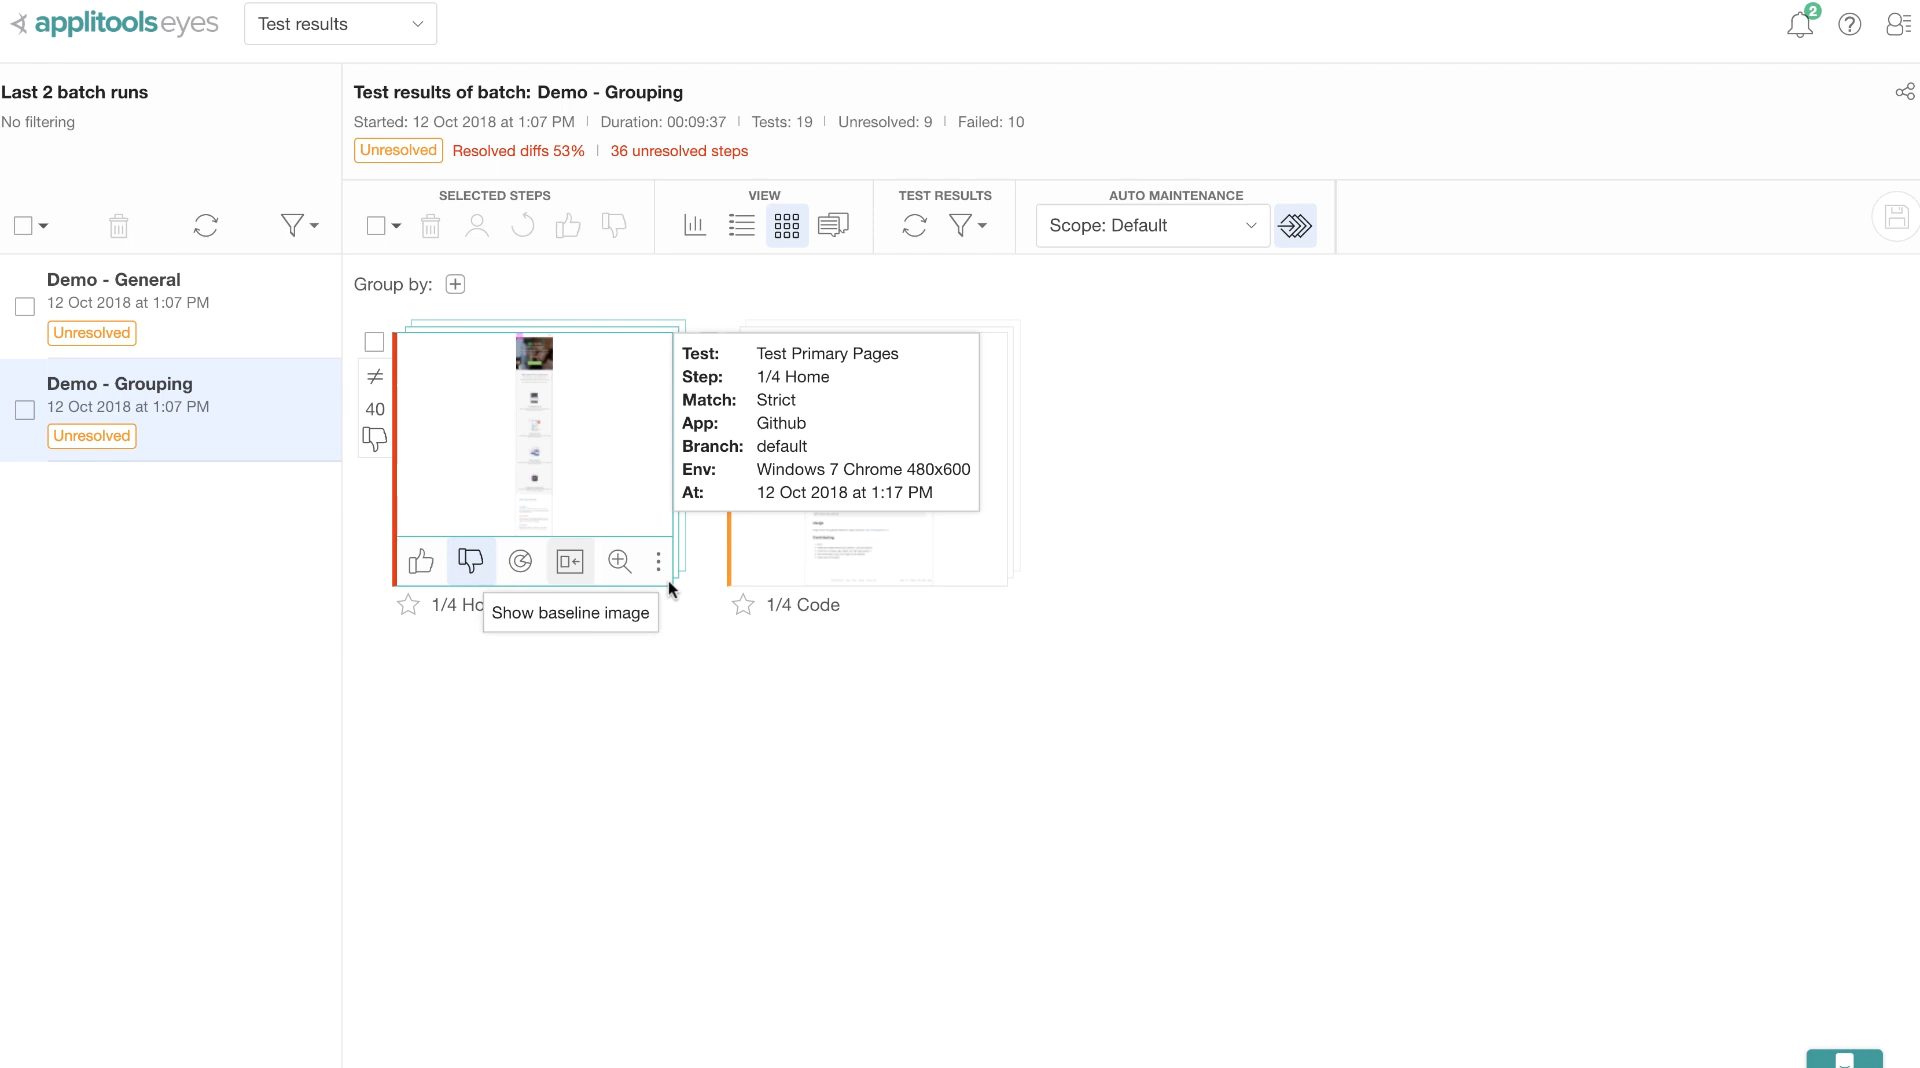 applitools eyes
Test results
2
Last 2 batch runs
No filtering
Test results of batch: Demo - Grouping
Started: 12 Oct 2018 at 1:07 PM | Duration: 00:09:37 | Tests: 19 | Unresolved: 9 | Failed: 10
Unresolved Resolved diffs 53% | 36 unresolved steps
SELECTED STEPS
VIEW
TEST RESULTS
AUTO MAINTENANCE
Scope: Default
Demo - General
12 Oct 2018 at 1:07 PM
Unresolved
Demo - Grouping
12 Oct 2018 at 1:07 PM
Unresolved
Group by:
≠
40
Test: Test Primary Pages
Step: 1/4 Home
Match: Strict
App: Github
Branch: default
Env: Windows 7 Chrome 480x600
At: 12 Oct 2018 at 1:17 PM
1/4 Ho
Show baseline image
1/4 Code